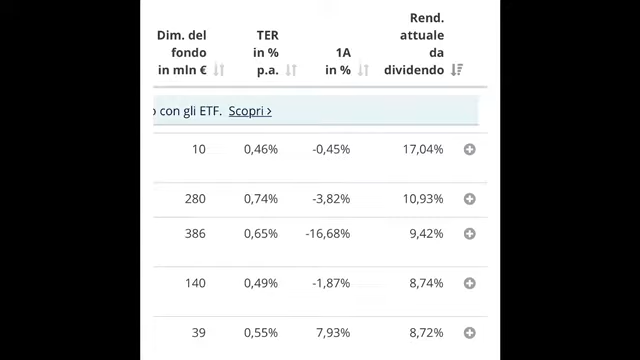 Rend.
Dim. del TER attuale
fondo in % 1A da
in mln € p.a. in % dividendo
o con gli ETF. Scopri >
10 0,46% -0,45% 17,04%
280 0,74% -3,82% 10,93%
386 0,65% -16,68% 9,42%
140 0,49% -1,87% 8,74%
39 0,55% 7,93% 8,72%